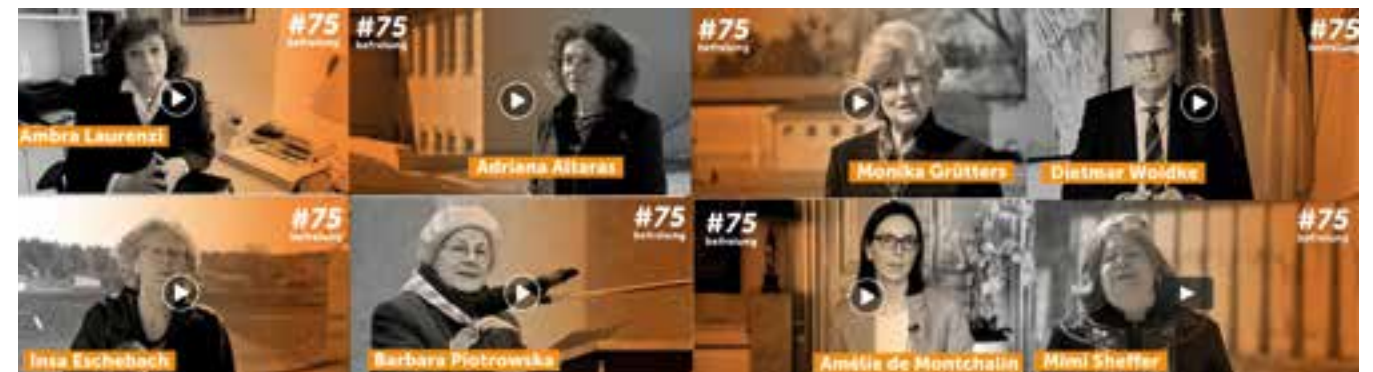 #75
befreiung
Ambra Laurenzi
#75
befreiung
Adriana Altaras
#75
befreiung
Monika Grütters
#75
befreiung
Dietmar Woidke
#75
befreiung
Insa Eschebach
#75
befreiung
Barbara Piotrowska
#75
befreiung
Amélie de Montchalin
#75
befreiung
Mimi Sheffer